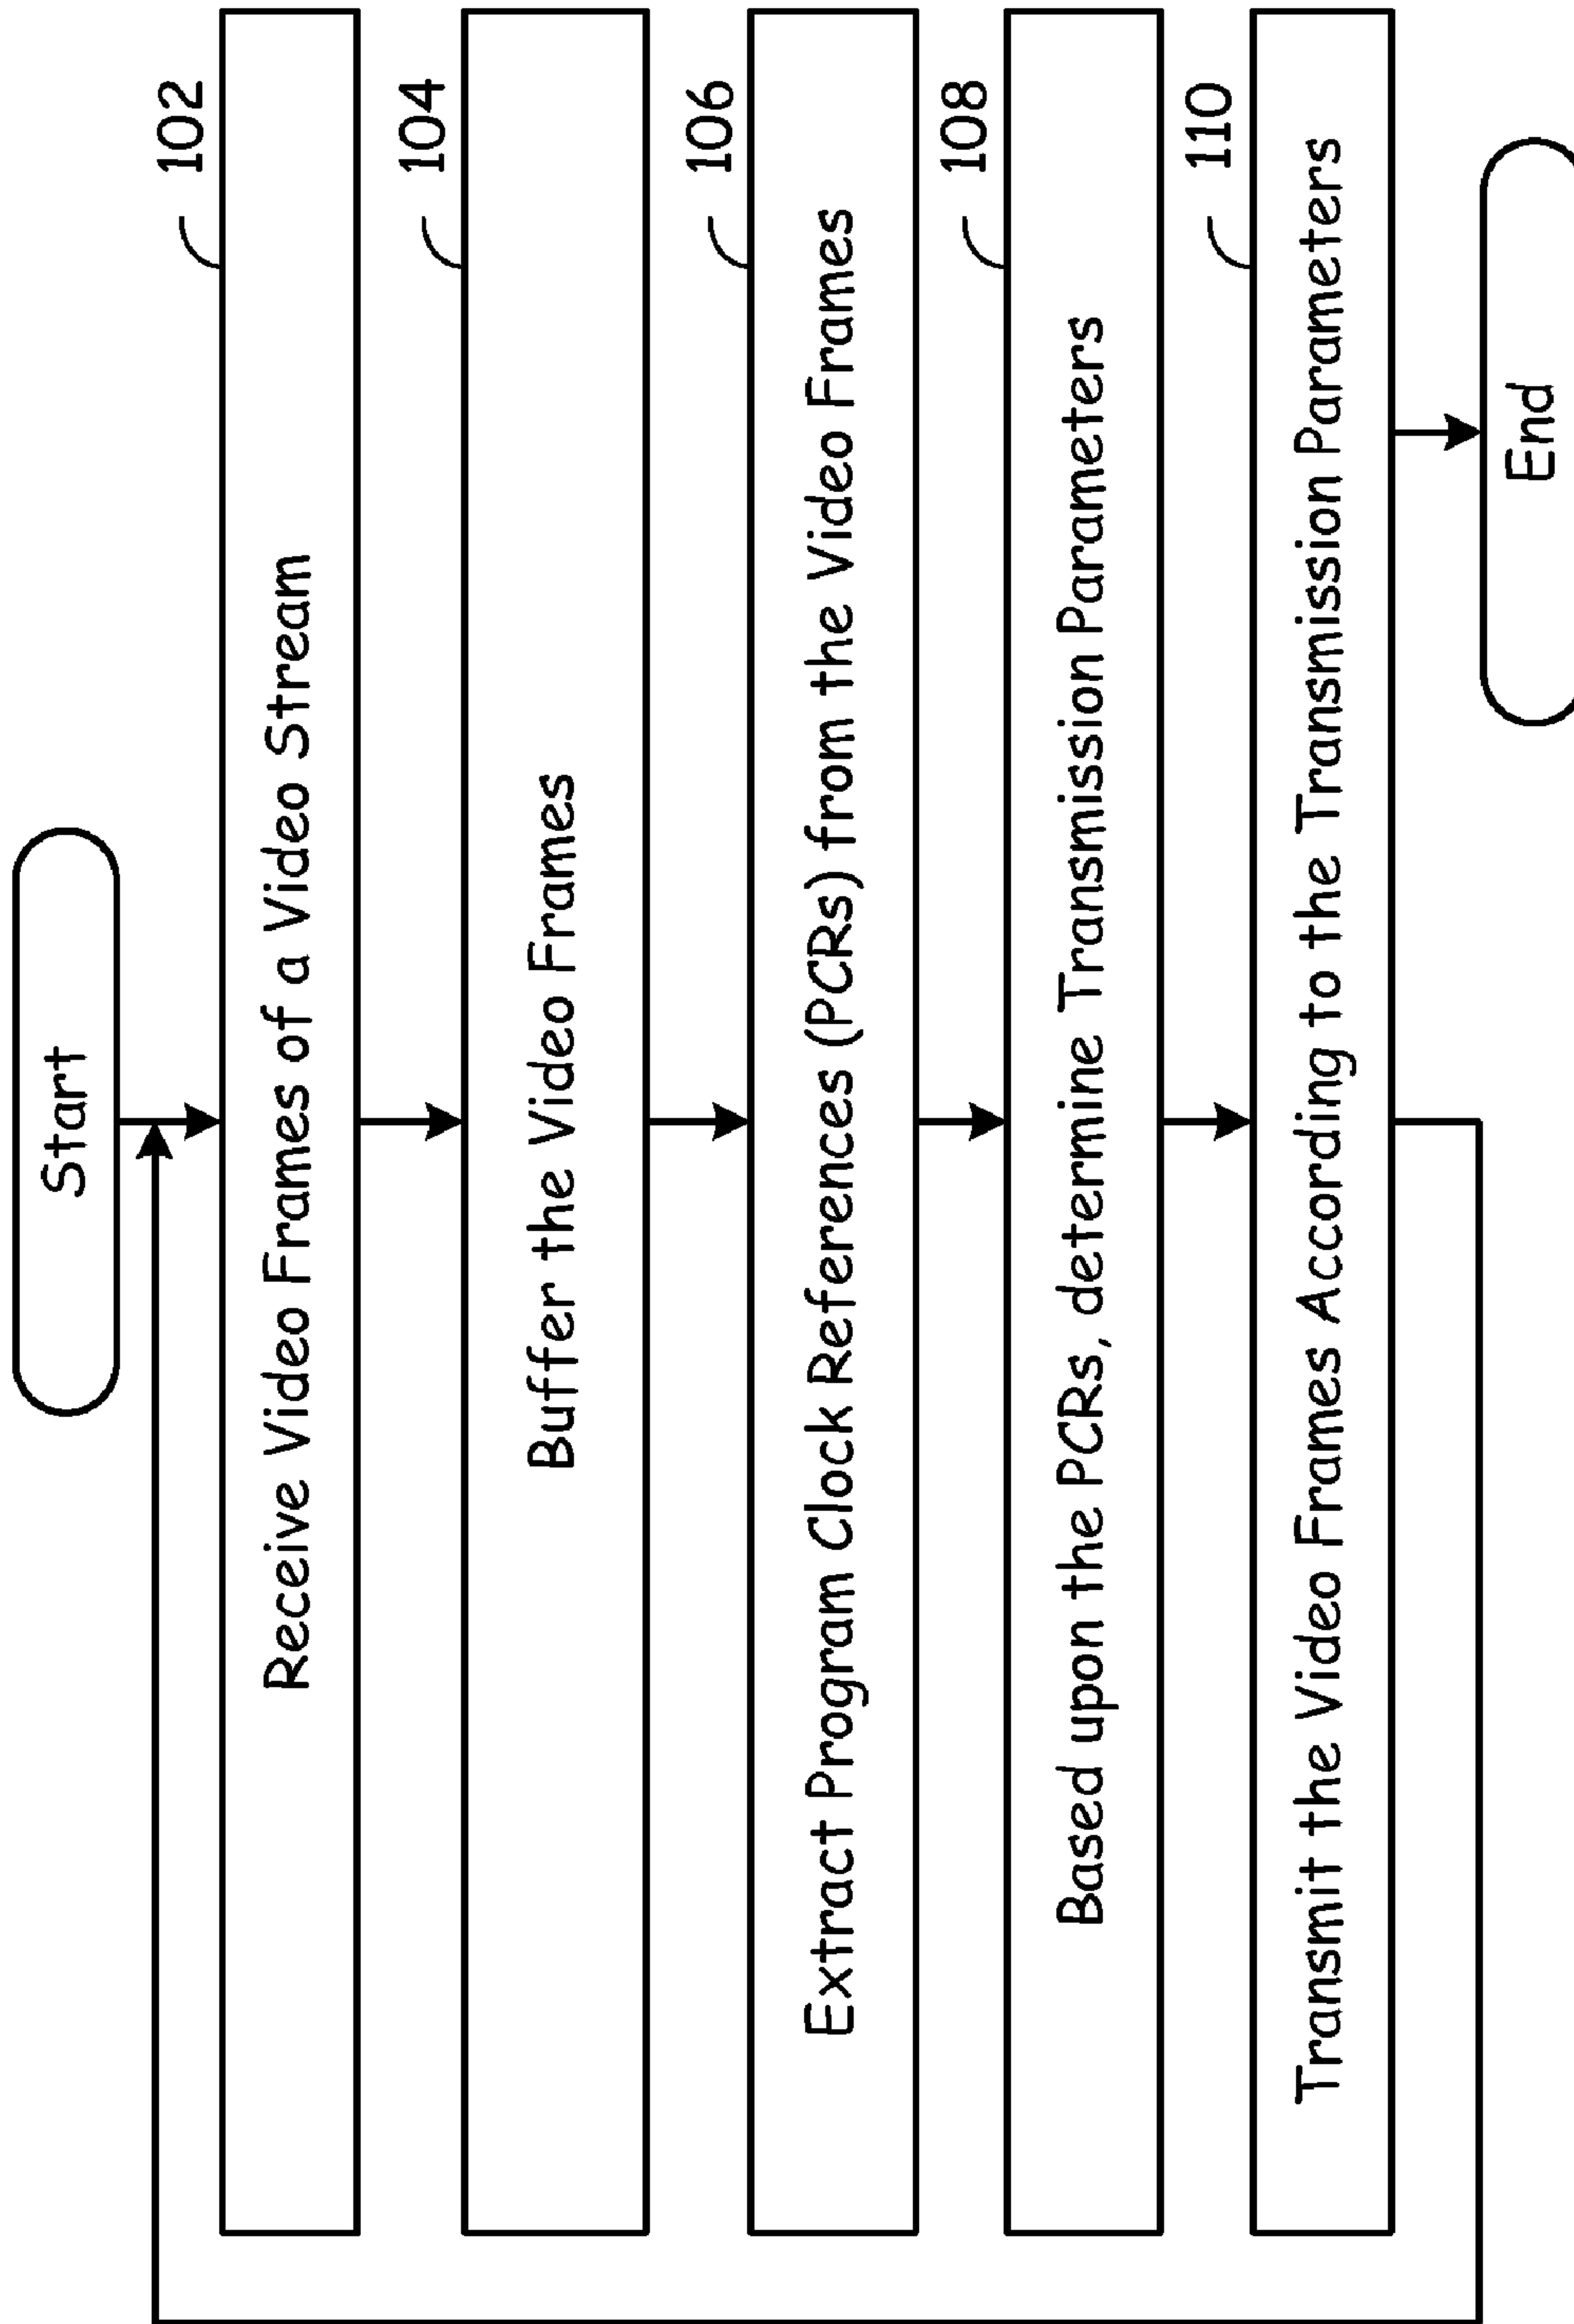 Start
102
Receive Video Frames of a Video Stream
104
Buffer the Video Frames
106
Extract Program Clock References (PCRs) from the Video Frames
108
Based upon the PCRs, determine Transmission Parameters
110
Transmit the Video Frames According to the Transmission Parameters
End